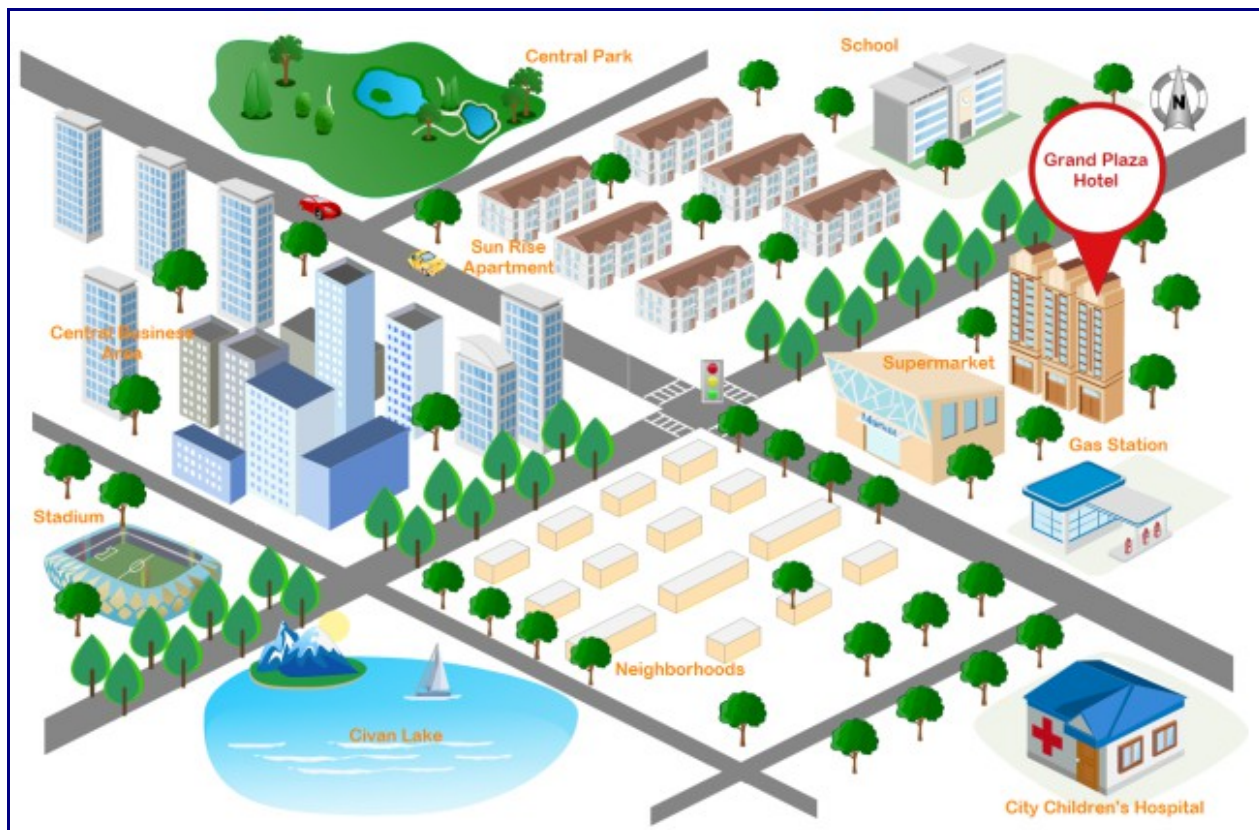 Central Park
School
N
Grand Plaza
Hotel
Sun Rise
Apartment
Central Business
Area
Supermarket
Gas Station
Stadium
Neighborhoods
Civan Lake
City Children's Hospital